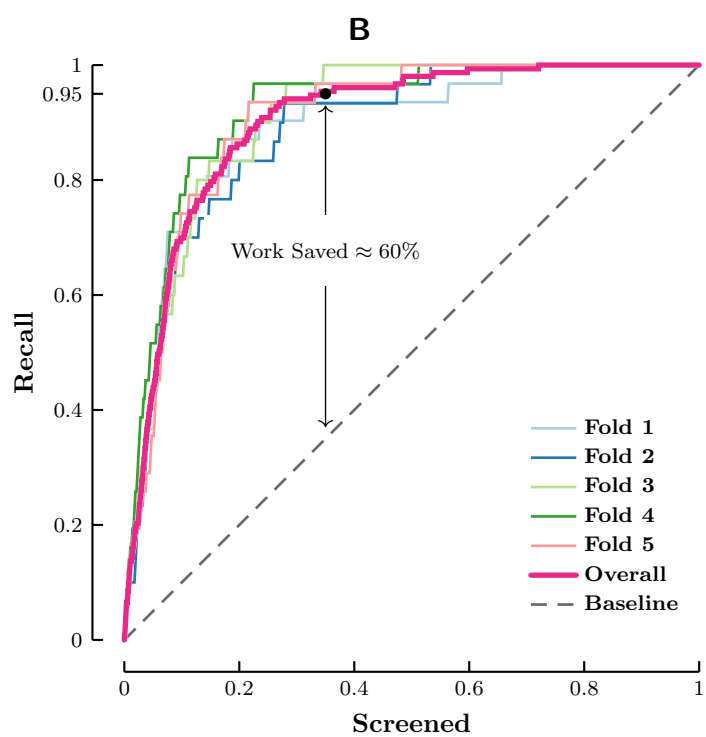 B
1
0.95
0.8
0.6
0.4
0.2
0
Recall
Work Saved ≈ 60%
Fold 1
Fold 2
Fold 3
Fold 4
Fold 5
Overall
Baseline
0 0.2 0.4 0.6 0.8 1
Screened